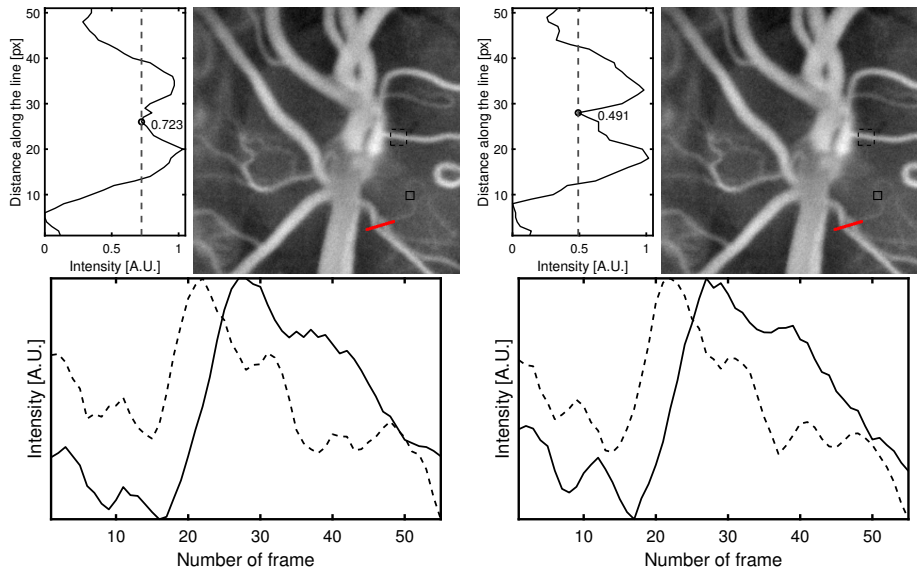 50
40
30
20
10
Distance along the line [px]
0.723
0 0.5 1
Intensity [A.U.]
50
40
30
20
10
Distance along the line [px]
0.491
0 0.5 1
Intensity [A.U.]
Intensity [A.U.]
10 20 30 40 50
Number of frame
Intensity [A.U.]
10 20 30 40 50
Number of frame